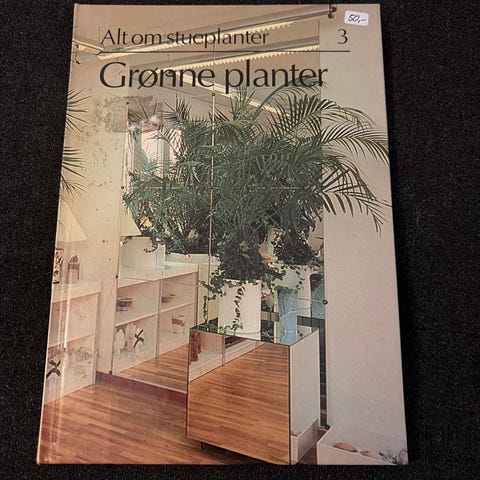 50,-
Alt om stueplanter 3
Grønne planter